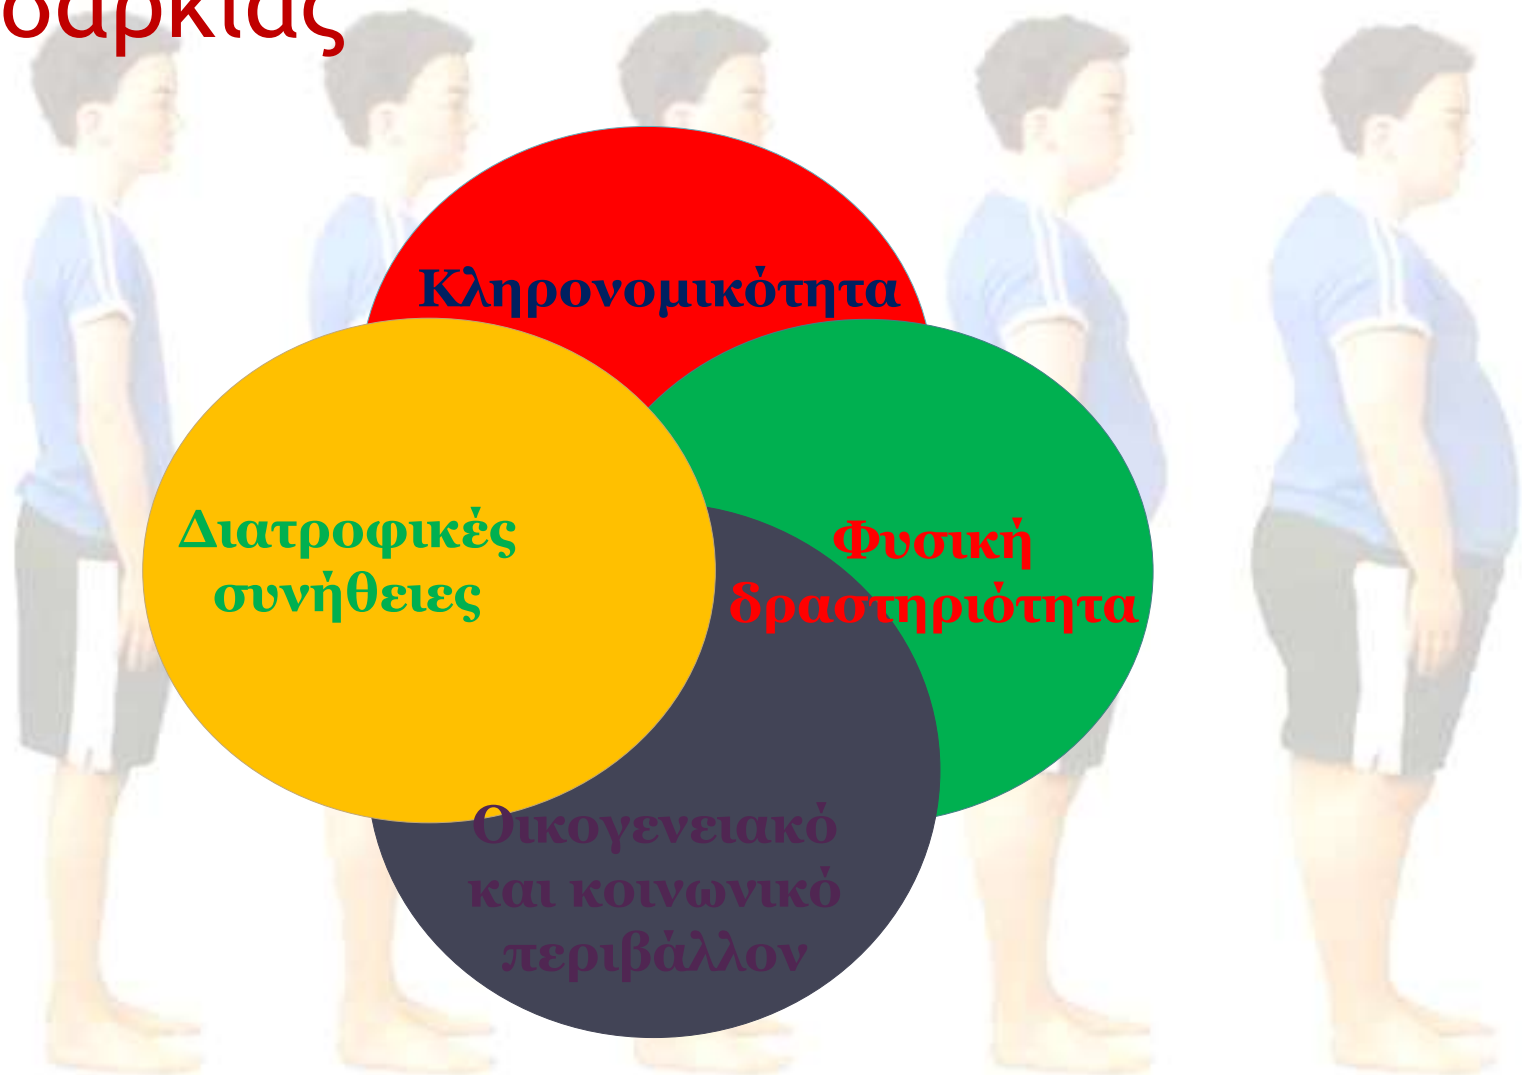 σαρκίας
Κληρονομικότητα
Διατροφικές
συνήθειες
Φυσική
δραστηριότητα
Οικογενειακό
και κοινωνικό
περιβάλλον